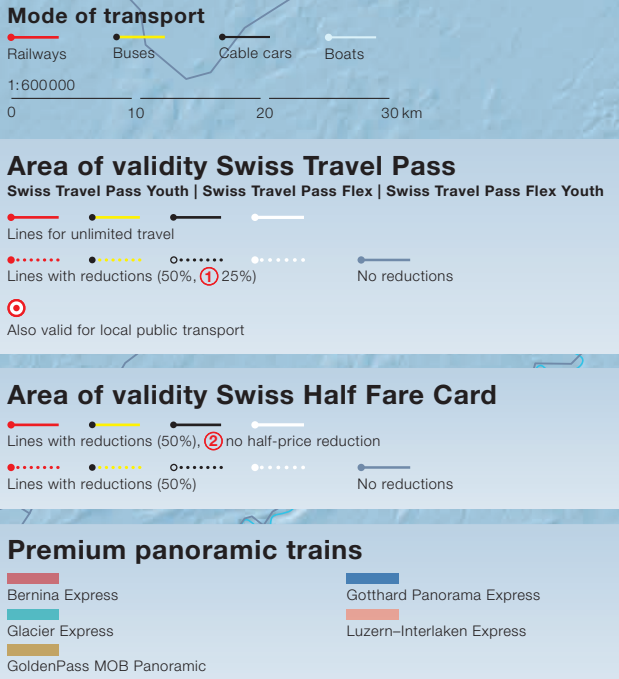 Mode of transport
Railways Buses Cable cars Boats
1:600000
0 10 20 30 km
Area of validity Swiss Travel Pass
Swiss Travel Pass Youth | Swiss Travel Pass Flex | Swiss Travel Pass Flex Youth
Lines for unlimited travel
Lines with reductions (50%, 1 25%) No reductions
Also valid for local public transport
Area of validity Swiss Half Fare Card
Lines with reductions (50%), 2 no half-price reduction
Lines with reductions (50%) No reductions
Premium panoramic trains
Bernina Express Gotthard Panorama Express
Glacier Express Luzern–Interlaken Express
GoldenPass MOB Panoramic